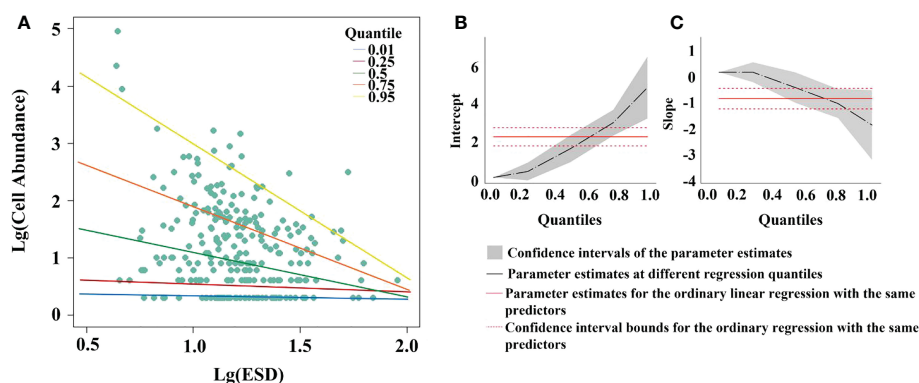 A
Lg(Cell Abundance)
5
4
3
2
1
0
0.5
1.0
1.5
2.0
Lg(ESD)
Quantile
0.01
0.25
0.5
0.75
0.95
B
Intercept
6
4
2
0
0.0 0.2 0.4 0.6 0.8 1.0
Quantiles
C
Slope
1
0
-1
-2
-3
-4
0.0 0.2 0.4 0.6 0.8 1.0
Quantiles
Confidence intervals of the parameter estimates
Parameter estimates at different regression quantiles
Parameter estimates for the ordinary linear regression with the same
predictors
Confidence interval bounds for the ordinary regression with the same
predictors